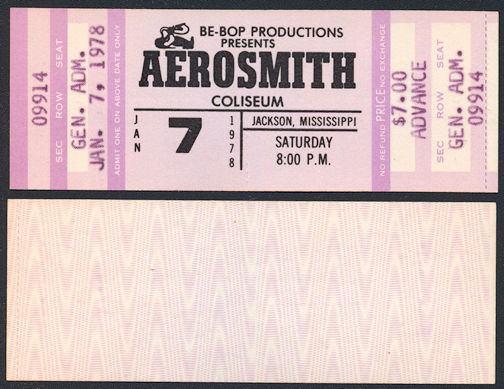 09914
SEC ROW SEAT
GEN. ADM.
JAN. 7, 1978
ADMIT ONE ON ABOVE DATE ONLY
BE-BOP PRODUCTIONS
PRESENTS
AEROSMITH
COLISEUM
JAN
7
1978
JACKSON, MISSISSIPPI
SATURDAY
8:00 P.M.
NO REFUND PRICE NO EXCHANGE
$7.00
ADVANCE
SEC ROW SEAT
GEN. ADM.
09914